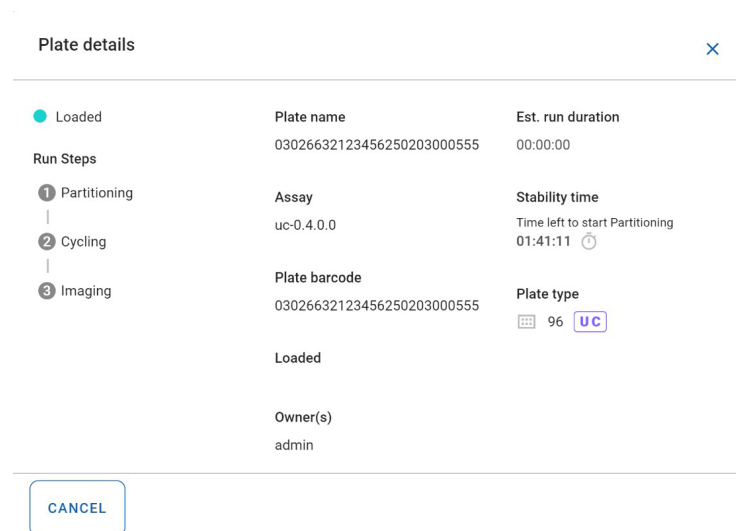 Plate details
Loaded
Run Steps
1 Partitioning
2 Cycling
3 Imaging
Plate name
03026632123456250203000555
Assay
uc-0.4.0.0
Plate barcode
03026632123456250203000555
Loaded
Owner(s)
admin
Est. run duration
00:00:00
Stability time
Time left to start Partitioning
01:41:11
Plate type
96 UC
CANCEL